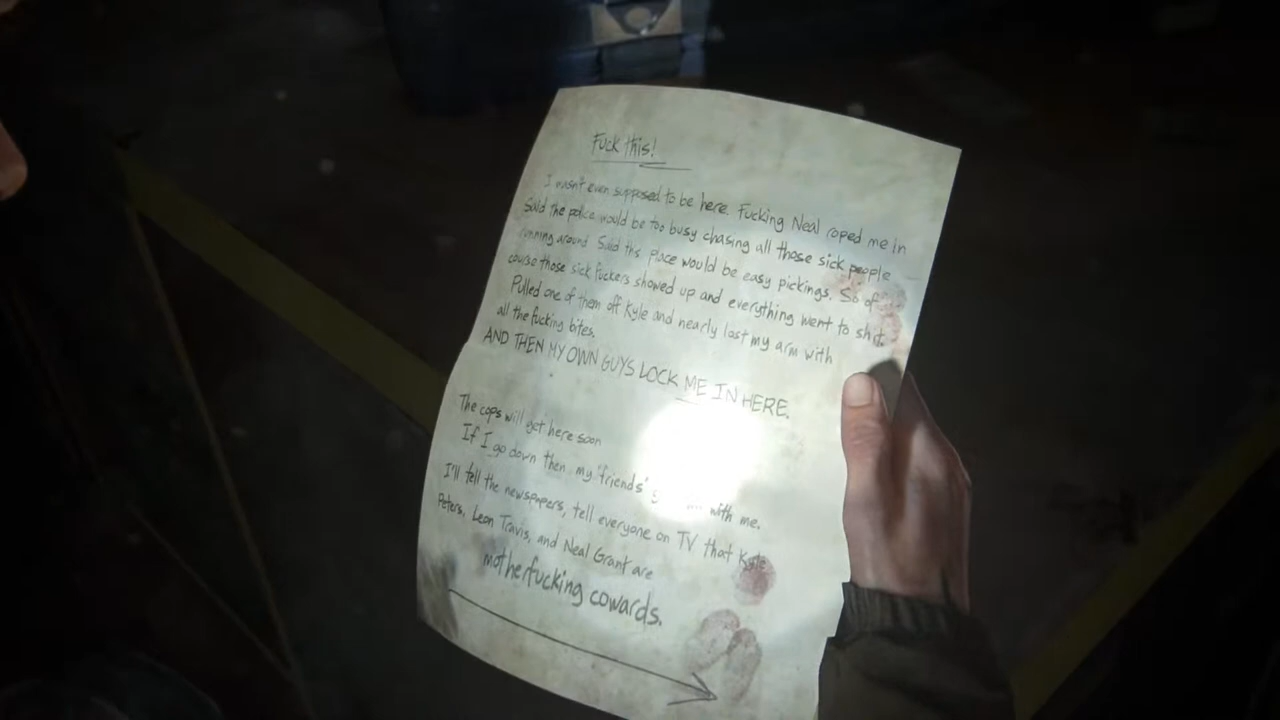 Fuck this!
I wasn't even supposed to be here. Fucking Neal roped me in
Said the police would be too busy chasing all those sick people
running around. Said this place would be easy pickings. So of
course those sick fuckers showed up and everything went to shit.
Pulled one of them off Kyle and nearly lost my arm with
all the fucking bites.
AND THEN MY OWN GUYS LOCK ME IN HERE.
The cops will get here soon
If I go down then my 'friends' with me.
I'll tell the newspapers, tell everyone on TV that Kyle
Peters, Leon Travis, and Neal Grant are
motherfucking cowards.